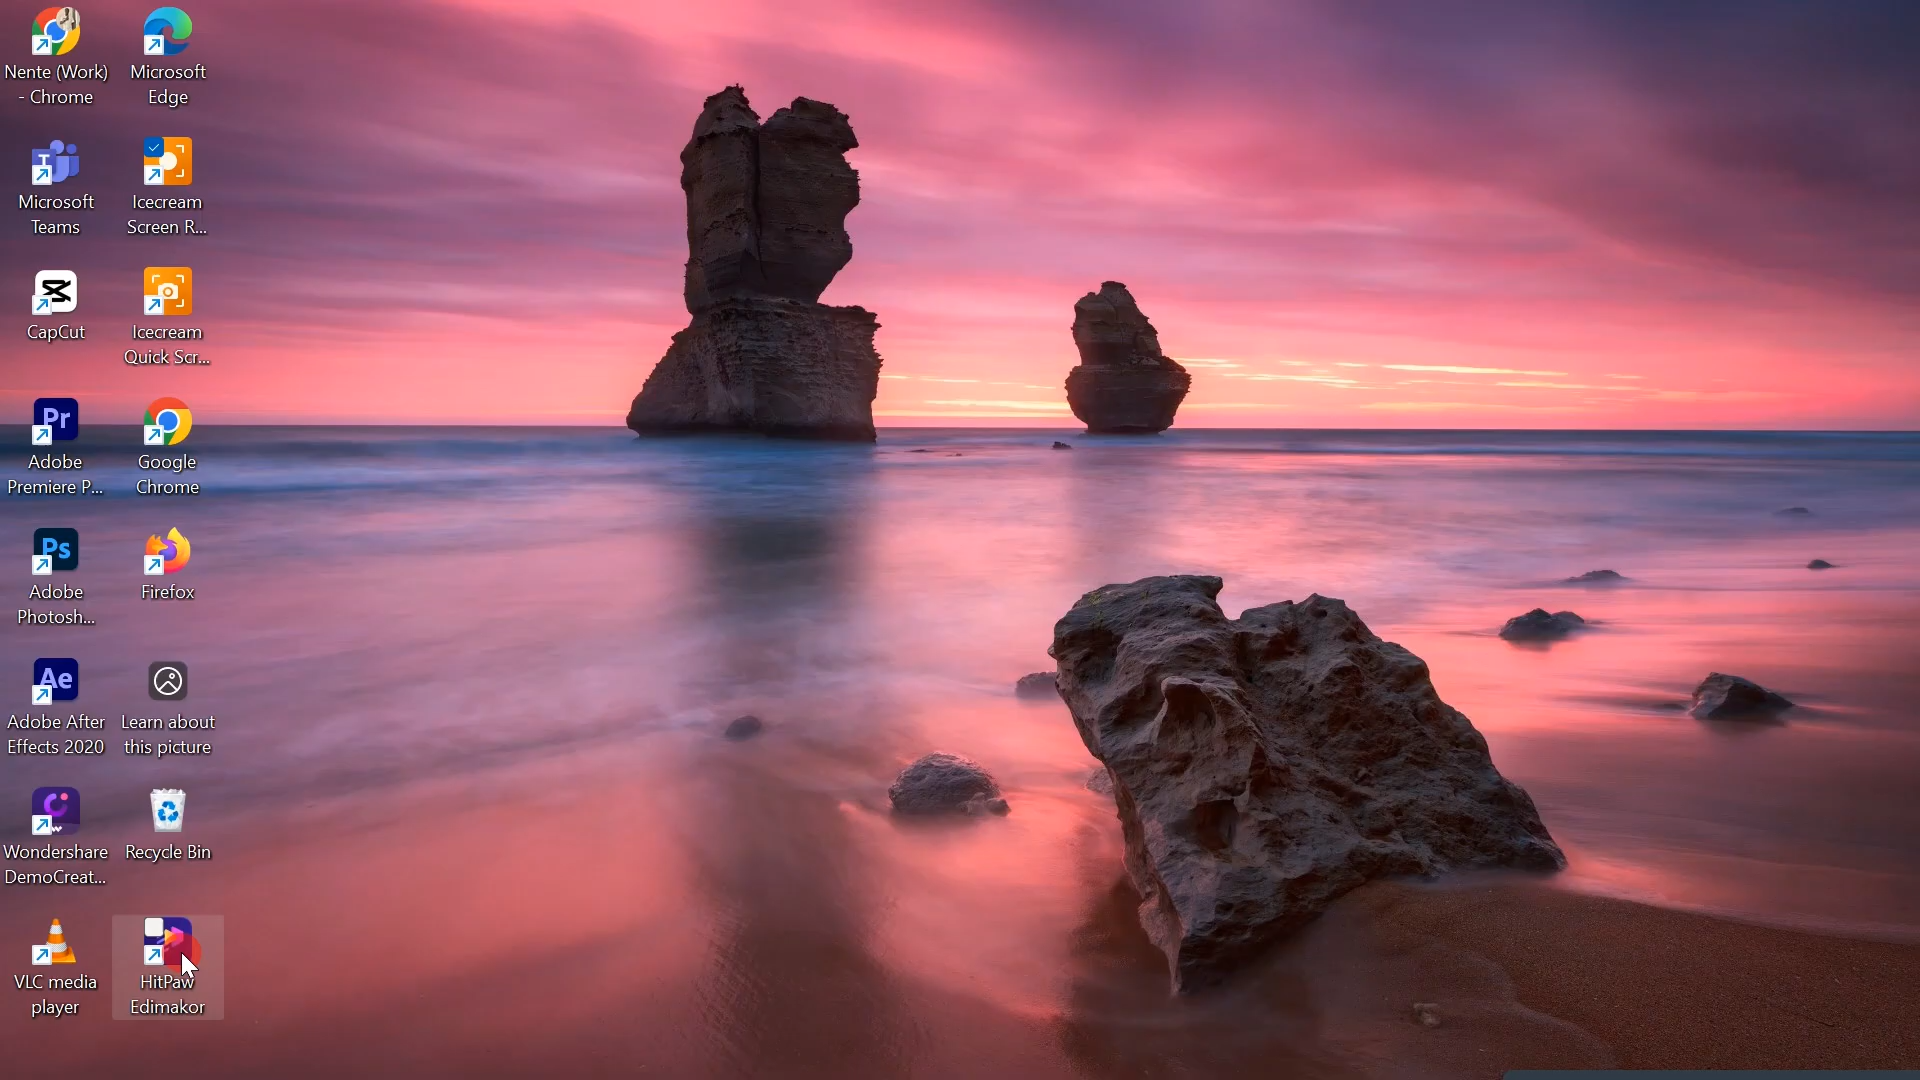 Nente (Work)
- Chrome
Microsoft
Edge
Microsoft
Teams
Icecream
Screen R...
CapCut
Icecream
Quick Scr...
Pr
Adobe
Premiere P...
Google
Chrome
Ps
Adobe
Photosh...
Firefox
Ae
Adobe After
Effects 2020
Learn about
this picture
Wondershare
DemoCreat...
Recycle Bin
VLC media
player
HitPaw
Edimakor